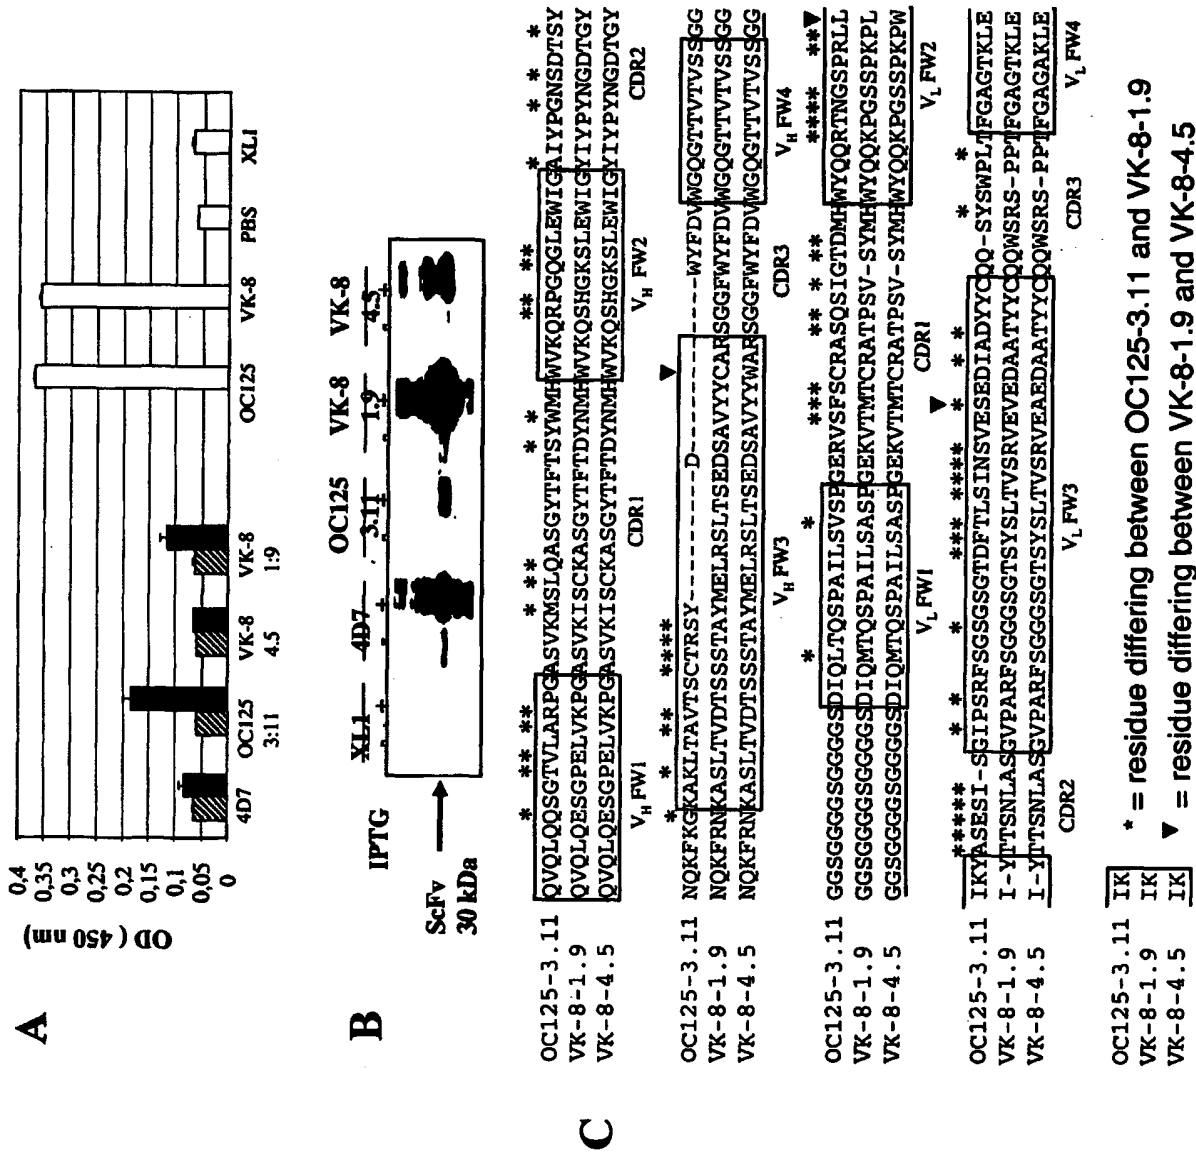 A
OD (450 nm)
0,4
0,35
0,3
0,25
0,2
0,15
0,1
0,05
0
4D7
OC125 3:11
VK-8 4.5
VK-8 1:9
OC125
VK-8
PBS
XL1
B
XL1 4D7 OC125 3.11 VK-8 1.9 VK-8 4.5
IPTG - + - + - + - + - +
ScFv
30 kDa
C
OC125-3.11 QVQLQQSGTVLARPGASVKMSLQASGYTFTSYWMHWVKQRPGQGLEWIGAIYPGNSDTSY
VK-8-1.9 QVQLQESGPELVKPGASVKISCKASGYTFTDYNMHWVKQSHGKSLEWIGYIYPYNGDTGY
VK-8-4.5 QVQLQESGPELVKPGASVKISCKASGYTFTDYNMHWVKQSHGKSLEWIGYIYPYNGDTGY
VH FW1 CDR1 VH FW2 CDR2
OC125-3.11 NQKFKGKAKLTAVTSCTRSY---------D------------WYFDVWGQGTTVTVSSGG
VK-8-1.9 NQKFRNKASLTVDTSSSTAYMELRSLTSEDSAVYYCARSGGFWYFDVWGQGTTVTVSSGG
VK-8-4.5 NQKFRNKASLTVDTSSSTAYMELRSLTSEDSAVYYWARSGGFWYFDVWGQGTTVTVSSGG
VH FW3 CDR3 VH FW4
OC125-3.11 GGSGGGGSGGGGSDIQLTQSPAILSVSPGERVSFSCRASQSIGTDMHWYQQRTNGSPRLL
VK-8-1.9 GGSGGGGSGGGGSDIQMTQSPAILSASPGEKVTMTCRATPSV-SYMHWYQQKPGSSPKPL
VK-8-4.5 GGSGGGGSGGGGSDIQMTQSPAILSASPGEKVTMTCRATPSV-SYMHWYQQKPGSSPKPW
VL FW1 CDR1 VL FW2
OC125-3.11 IKYASESI-SGIPSRFSGSGSGTDFTLSINSVESEDIADYYCQQ-SYSWPLTFGAGTKLE
VK-8-1.9 I-YTTSNLASGVPARFSGGGSGTSYSLTVSRVEVEDAATYYCQQWSRS-PPTFGAGTKLE
VK-8-4.5 I-YTTSNLASGVPARFSGGGSGTSYSLTVSRVEAEDAATYYCQQWSRS-PPTFGAGAKLE
CDR2 VL FW3 CDR3 VL FW4
OC125-3.11 IK
VK-8-1.9 IK
VK-8-4.5 IK
* = residue differing between OC125-3.11 and VK-8-1.9
▼ = residue differing between VK-8-1.9 and VK-8-4.5